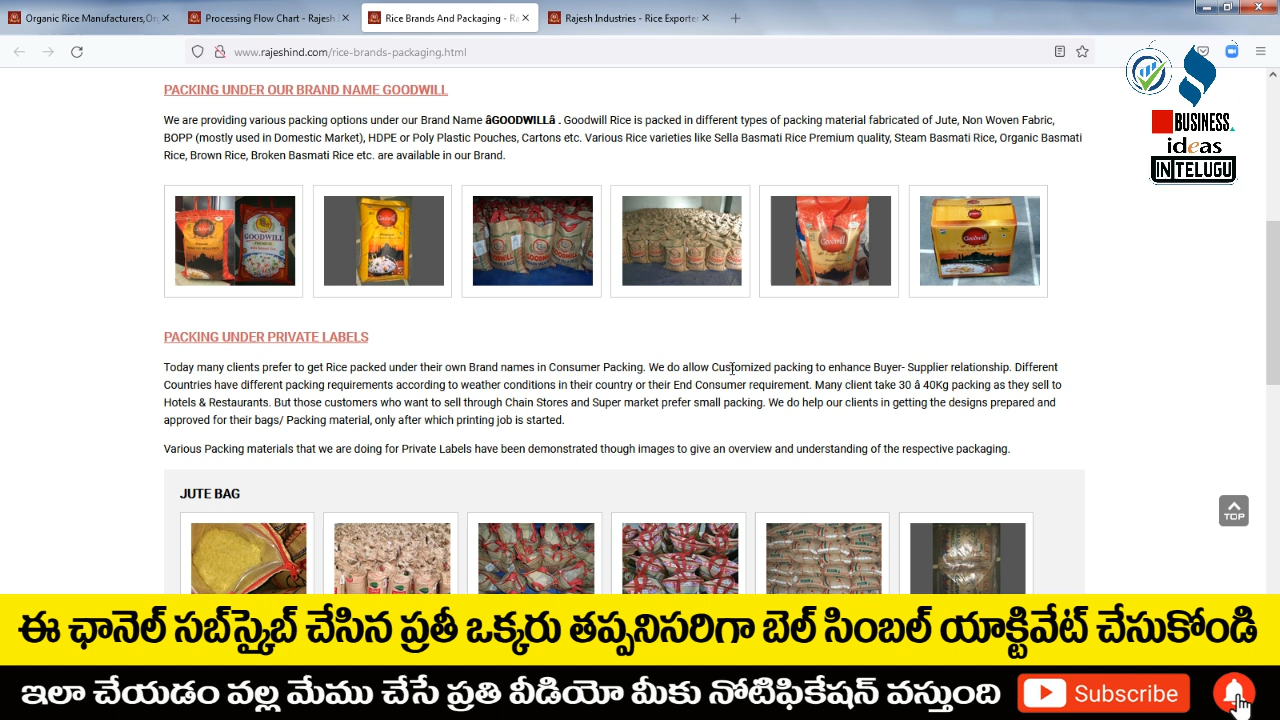 Organic Rice Manufacturers,Or
Processing Flow Chart - Rajesh
Rice Brands And Packaging - Ra
Rajesh Industries - Rice Exporter
www.rajeshind.com/rice-brands-packaging.html
BUSINESS
ideas
IN TELUGU
PACKING UNDER OUR BRAND NAME GOODWILL
We are providing various packing options under our Brand Name âGOODWILLâ . Goodwill Rice is packed in different types of packing material fabricated of Jute, Non Woven Fabric,
BOPP (mostly used in Domestic Market), HDPE or Poly Plastic Pouches, Cartons etc. Various Rice varieties like Sella Basmati Rice Premium quality, Steam Basmati Rice, Organic Basmati
Rice, Brown Rice, Broken Basmati Rice etc. are available in our Brand.
GOODWILL
PACKING UNDER PRIVATE LABELS
Today many clients prefer to get Rice packed under their own Brand names in Consumer Packing. We do allow Customized packing to enhance Buyer- Supplier relationship. Different
Countries have different packing requirements according to weather conditions in their country or their End Consumer requirement. Many client take 30 â 40Kg packing as they sell to
Hotels & Restaurants. But those customers who want to sell through Chain Stores and Super market prefer small packing. We do help our clients in getting the designs prepared and
approved for their bags/ Packing material, only after which printing job is started.
Various Packing materials that we are doing for Private Labels have been demonstrated though images to give an overview and understanding of the respective packaging.
JUTE BAG
TOP
ఈ ఛానెల్ సబ్‌స్క్రైబ్ చేసిన ప్రతీ ఒక్కరు తప్పనిసరిగా బెల్ సింబల్ యాక్టివేట్ చేసుకోండి
ఇలా చేయడం వల్ల మేము చేసే ప్రతి వీడియో మీకు నోటిఫికేషన్ వస్తుంది
Subscribe